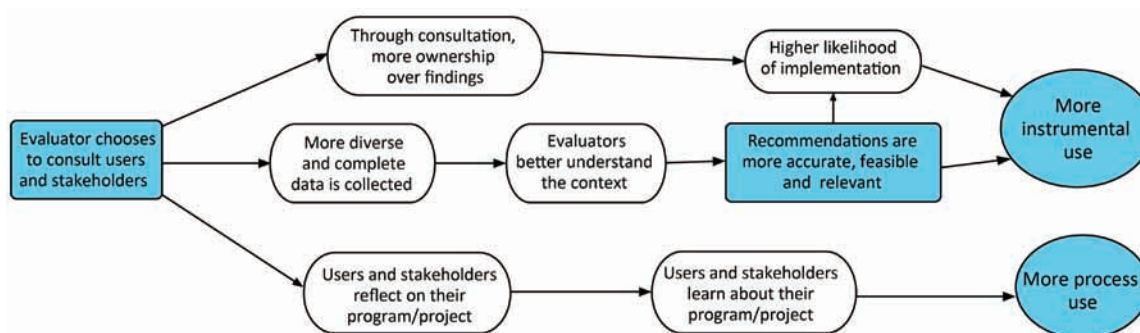 Through consultation,
more ownership
over findings
Higher likelihood
of implementation
More
instrumental
use
Evaluator chooses
to consult users
and stakeholders
More diverse
and complete
data is collected
Evaluators
better understand
the context
Recommendations are
more accurate, feasible
and relevant
Users and stakeholders
reflect on their
program/project
Users and stakeholders
learn about their
program/project
More process
use